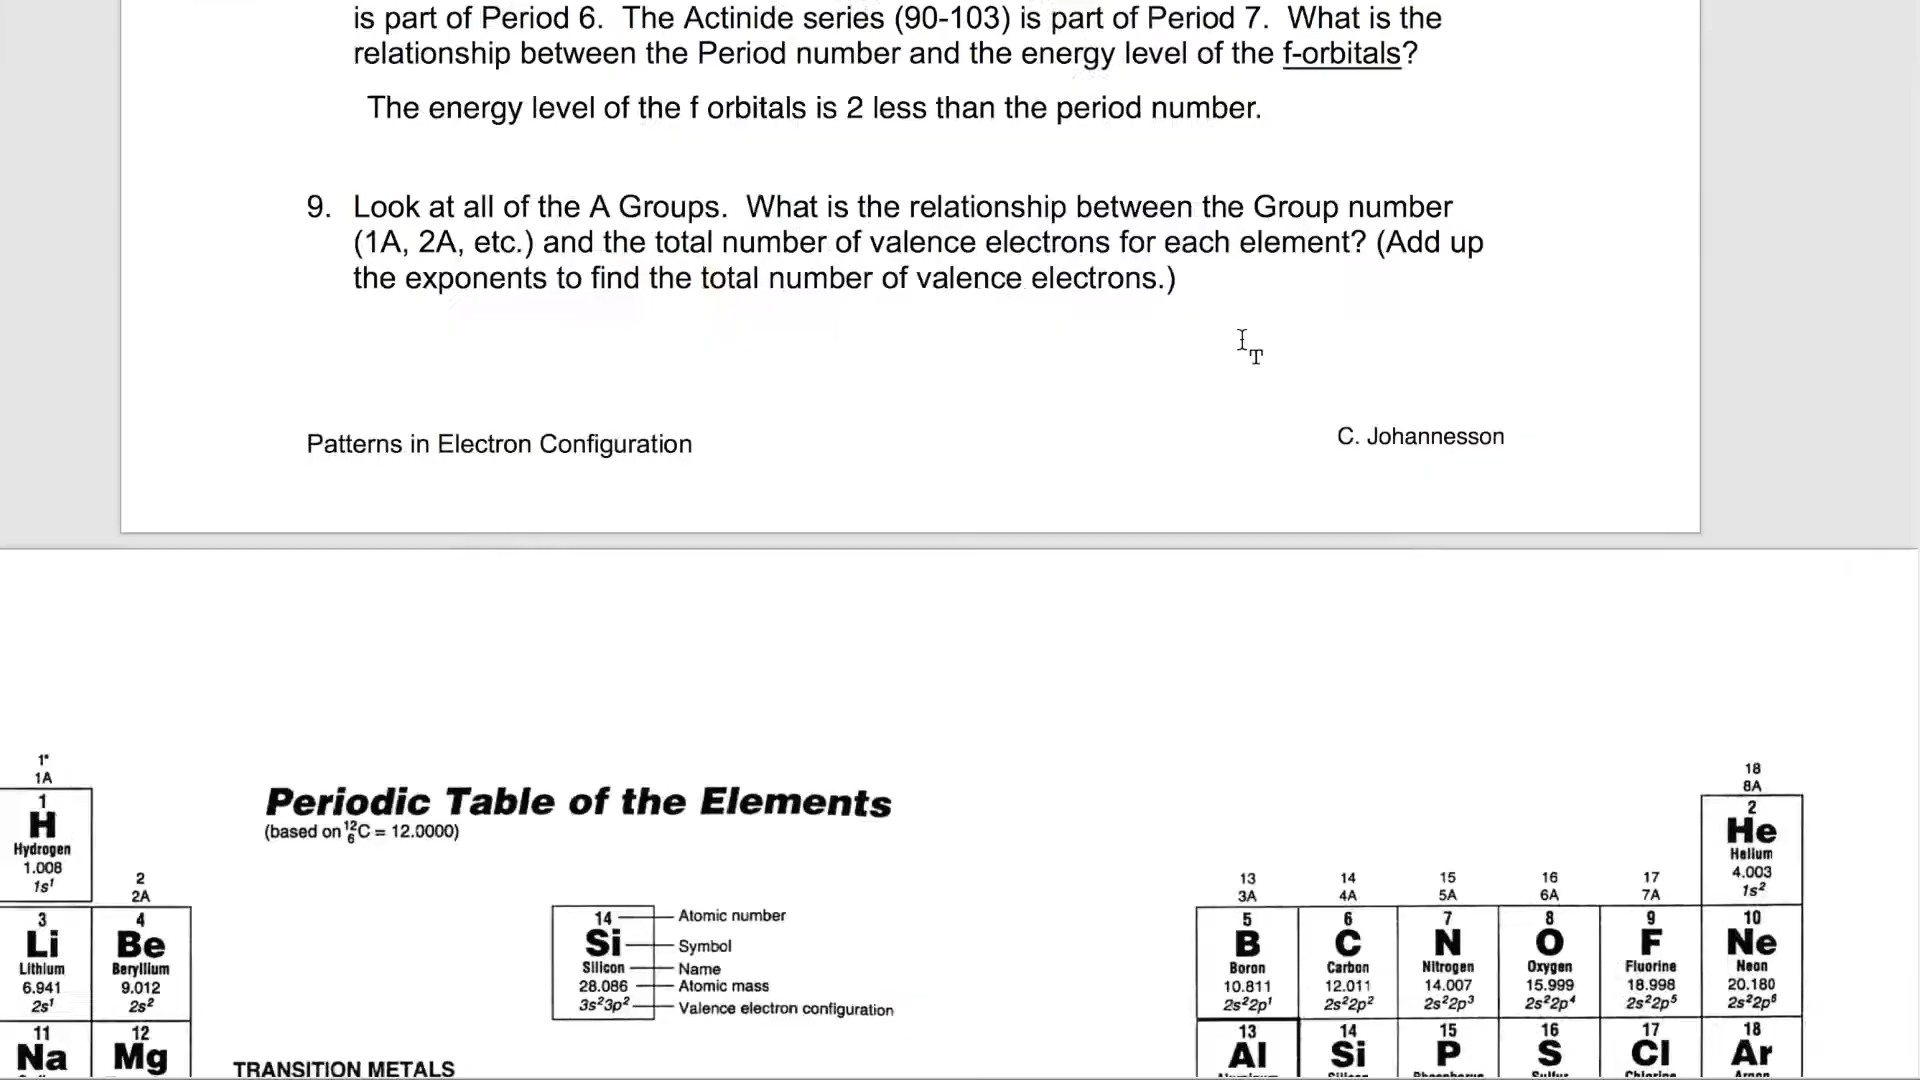 is part of Period 6. The Actinide series (90-103) is part of Period 7. What is the
relationship between the Period number and the energy level of the f-orbitals?
The energy level of the f orbitals is 2 less than the period number.
9. Look at all of the A Groups. What is the relationship between the Group number
(1A, 2A, etc.) and the total number of valence electrons for each element? (Add up
the exponents to find the total number of valence electrons.)
Patterns in Electron Configuration
C. Johannesson
Periodic Table of the Elements
(based on ¹²₆C = 12.0000)
1*
1A
1
H
Hydrogen
1.008
1s¹
2
2A
3
Li
Lithium
6.941
2s¹
4
Be
Beryllium
9.012
2s²
11
Na
12
Mg
14
Si
Silicon
28.086
3s²3p²
Atomic number
Symbol
Name
Atomic mass
Valence electron configuration
TRANSITION METALS
13
3A
14
4A
15
5A
16
6A
17
7A
18
8A
2
He
Helium
4.003
1s²
5
B
Boron
10.811
2s²2p¹
6
C
Carbon
12.011
2s²2p²
7
N
Nitrogen
14.007
2s²2p³
8
O
Oxygen
15.999
2s²2p⁴
9
F
Fluorine
18.998
2s²2p⁵
10
Ne
Neon
20.180
2s²2p⁶
13
Al
14
Si
15
P
16
S
17
Cl
18
Ar